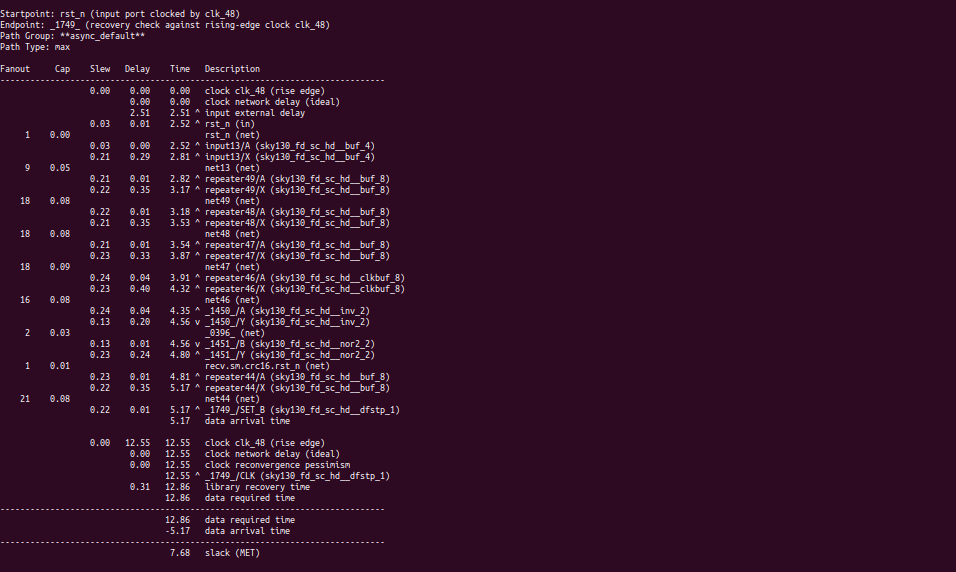 Startpoint: rst_n (input port clocked by clk_48)
Endpoint: _1749_ (recovery check against rising-edge clock clk_48)
Path Group: **async_default**
Path Type: max

Fanout     Cap    Slew   Delay    Time   Description
-----------------------------------------------------------------------------
                  0.00    0.00    0.00   clock clk_48 (rise edge)
                          0.00    0.00   clock network delay (ideal)
                          2.51    2.51 ^ input external delay
                  0.03    0.01    2.52 ^ rst_n (in)
     1    0.00                           rst_n (net)
                  0.03    0.00    2.52 ^ input13/A (sky130_fd_sc_hd__buf_4)
                  0.21    0.29    2.81 ^ input13/X (sky130_fd_sc_hd__buf_4)
     9    0.05                           net13 (net)
                  0.21    0.01    2.82 ^ repeater49/A (sky130_fd_sc_hd__buf_8)
                  0.22    0.35    3.17 ^ repeater49/X (sky130_fd_sc_hd__buf_8)
    18    0.08                           net49 (net)
                  0.22    0.01    3.18 ^ repeater48/A (sky130_fd_sc_hd__buf_8)
                  0.21    0.35    3.53 ^ repeater48/X (sky130_fd_sc_hd__buf_8)
    18    0.08                           net48 (net)
                  0.21    0.01    3.54 ^ repeater47/A (sky130_fd_sc_hd__buf_8)
                  0.23    0.33    3.87 ^ repeater47/X (sky130_fd_sc_hd__buf_8)
    18    0.09                           net47 (net)
                  0.24    0.04    3.91 ^ repeater46/A (sky130_fd_sc_hd__clkbuf_8)
                  0.23    0.40    4.32 ^ repeater46/X (sky130_fd_sc_hd__clkbuf_8)
    16    0.08                           net46 (net)
                  0.24    0.04    4.35 ^ _1450_/A (sky130_fd_sc_hd__inv_2)
                  0.13    0.20    4.56 v _1450_/Y (sky130_fd_sc_hd__inv_2)
     2    0.03                           _0396_ (net)
                  0.13    0.01    4.56 v _1451_/B (sky130_fd_sc_hd__nor2_2)
                  0.23    0.24    4.80 ^ _1451_/Y (sky130_fd_sc_hd__nor2_2)
     1    0.01                           recv.sm.crc16.rst_n (net)
                  0.23    0.01    4.81 ^ repeater44/A (sky130_fd_sc_hd__buf_8)
                  0.22    0.35    5.17 ^ repeater44/X (sky130_fd_sc_hd__buf_8)
    21    0.08                           net44 (net)
                  0.22    0.01    5.17 ^ _1749_/SET_B (sky130_fd_sc_hd__dfstp_1)
                                  5.17   data arrival time

                  0.00   12.55   12.55   clock clk_48 (rise edge)
                          0.00   12.55   clock network delay (ideal)
                          0.00   12.55   clock reconvergence pessimism
                                 12.55 ^ _1749_/CLK (sky130_fd_sc_hd__dfstp_1)
                          0.31   12.86   library recovery time
                                 12.86   data required time
-----------------------------------------------------------------------------
                                 12.86   data required time
                                 -5.17   data arrival time
-----------------------------------------------------------------------------
                                  7.68   slack (MET)